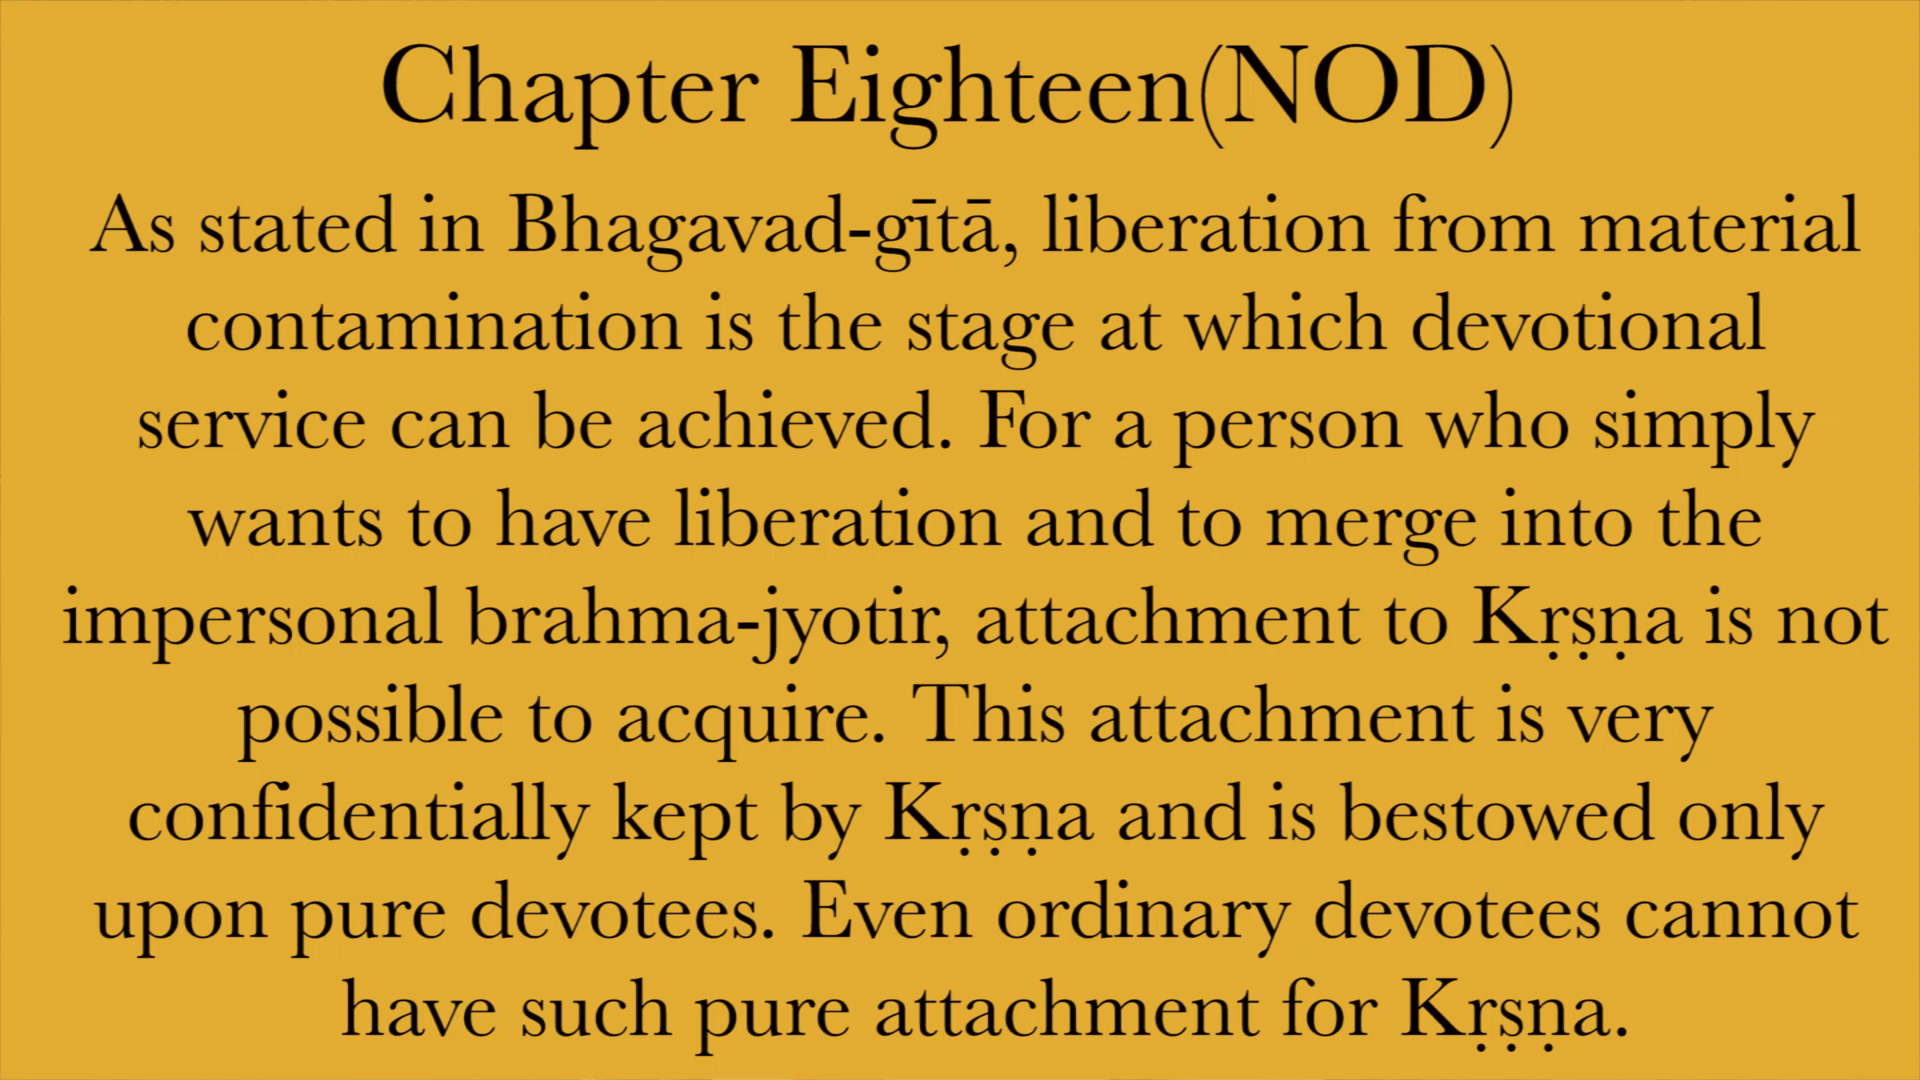 Chapter Eighteen(NOD)
As stated in Bhagavad-gītā, liberation from material
contamination is the stage at which devotional
service can be achieved. For a person who simply
wants to have liberation and to merge into the
impersonal brahma-jyotir, attachment to Kṛṣṇa is not
possible to acquire. This attachment is very
confidentially kept by Kṛṣṇa and is bestowed only
upon pure devotees. Even ordinary devotees cannot
have such pure attachment for Kṛṣṇa.